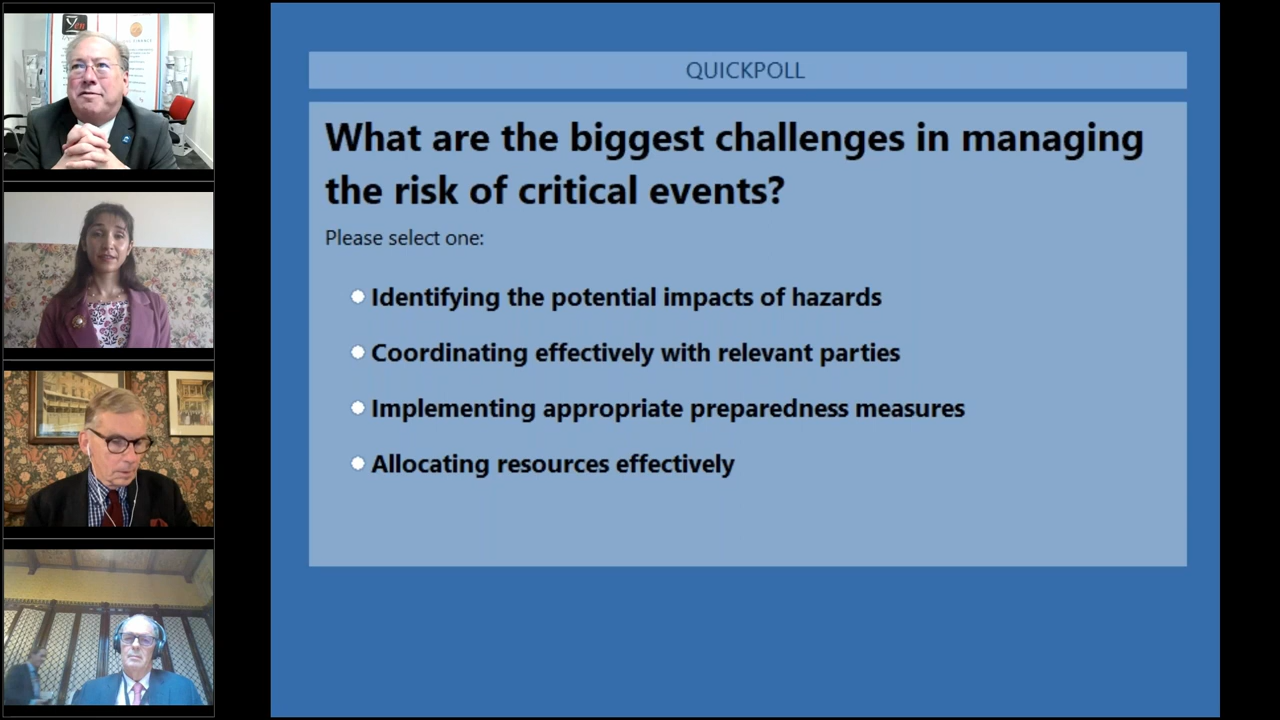 QUICKPOLL
What are the biggest challenges in managing
the risk of critical events?
Please select one:
Identifying the potential impacts of hazards
Coordinating effectively with relevant parties
Implementing appropriate preparedness measures
Allocating resources effectively